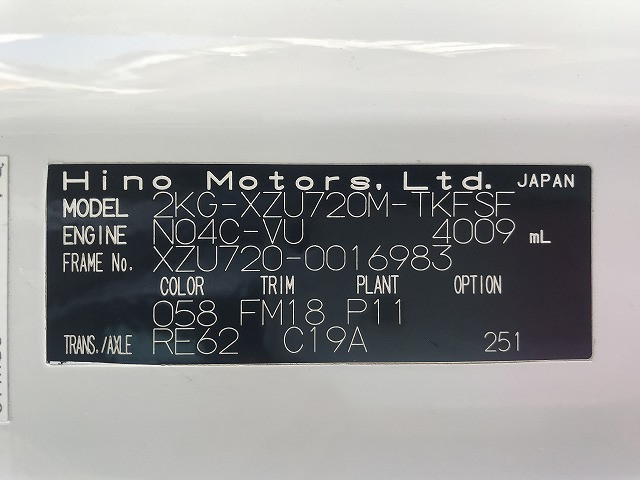 Hino Motors, Ltd. JAPAN
MODEL 2KG-XZU720M-TKFSF
ENGINE N04C-VU 4009 mL
FRAME No. XZU720-0016983
COLOR TRIM PLANT OPTION
058 FM18 P11
TRANS./AXLE RE62 C19A 251